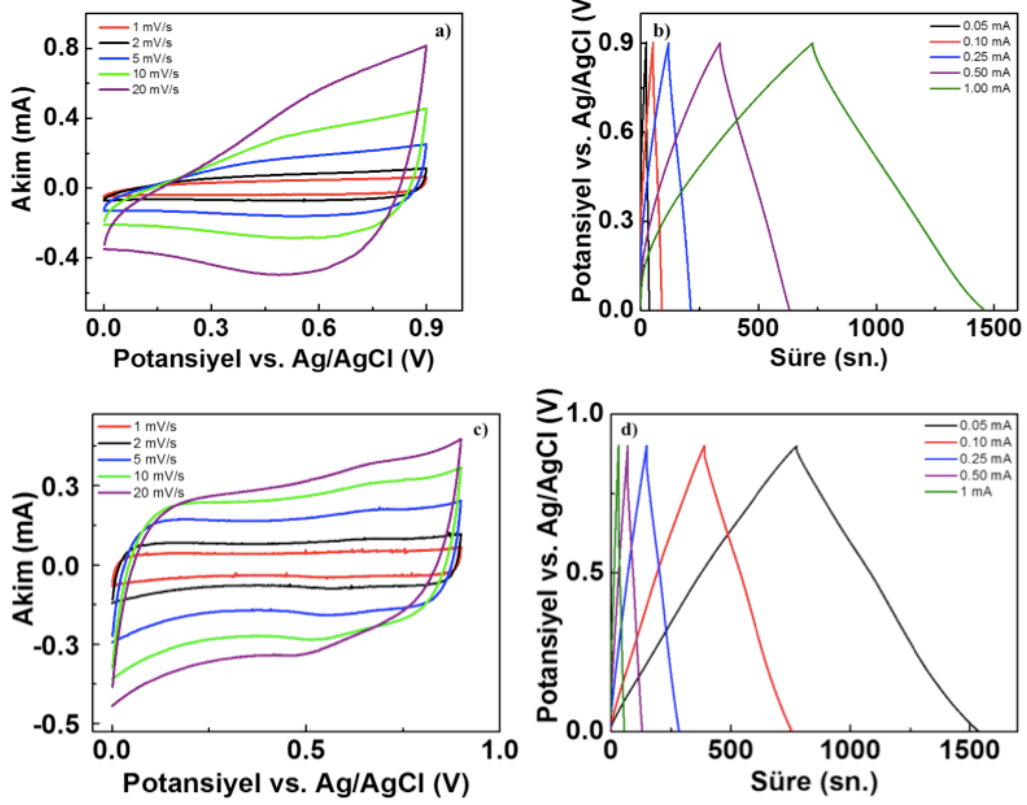 a)
1 mV/s
2 mV/s
5 mV/s
10 mV/s
20 mV/s
0.8
0.4
0.0
-0.4
Akim (mA)
0.0 0.3 0.6 0.9
Potansiyel vs. Ag/AgCl (V)
b)
0.05 mA
0.10 mA
0.25 mA
0.50 mA
1.00 mA
0.9
0.6
0.3
0.0
Potansiyel vs. Ag/AgCl (V)
0 500 1000 1500
Süre (sn.)
c)
1 mV/s
2 mV/s
5 mV/s
10 mV/s
20 mV/s
0.3
0.0
-0.3
-0.5
Akim (mA)
0.0 0.5 1.0
Potansiyel vs. Ag/AgCl (V)
d)
0.05 mA
0.10 mA
0.25 mA
0.50 mA
1 mA
1.0
0.5
0.0
Potansiyel vs. Ag/AgCl (V)
0 500 1000 1500
Süre (sn.)